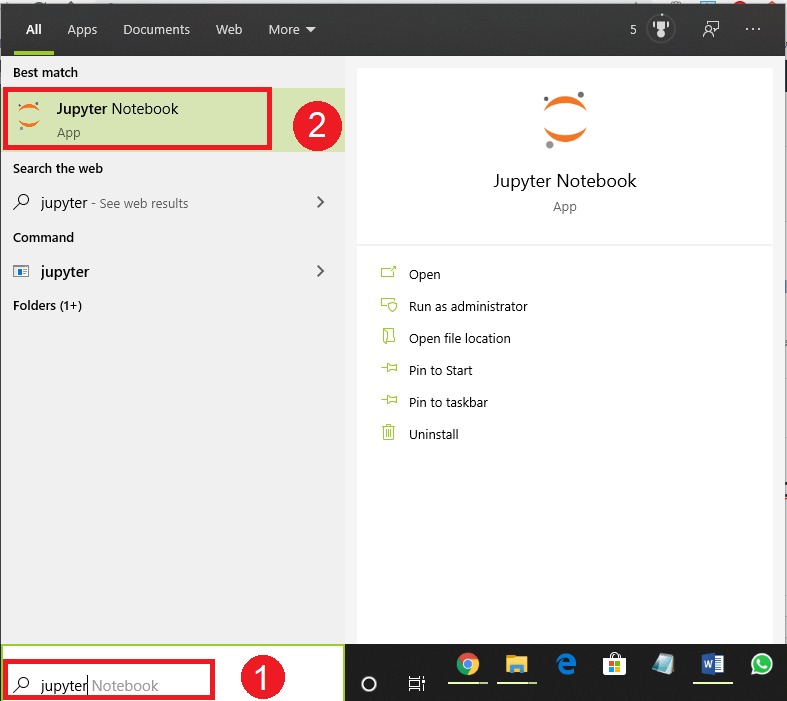 All Apps Documents Web More 5 ...
Best match
Jupyter Notebook
App
2
Search the web
jupyter - See web results
Command
jupyter
Folders (1+)
Jupyter Notebook
App
Open
Run as administrator
Open file location
Pin to Start
Pin to taskbar
Uninstall
jupyter Notebook
1